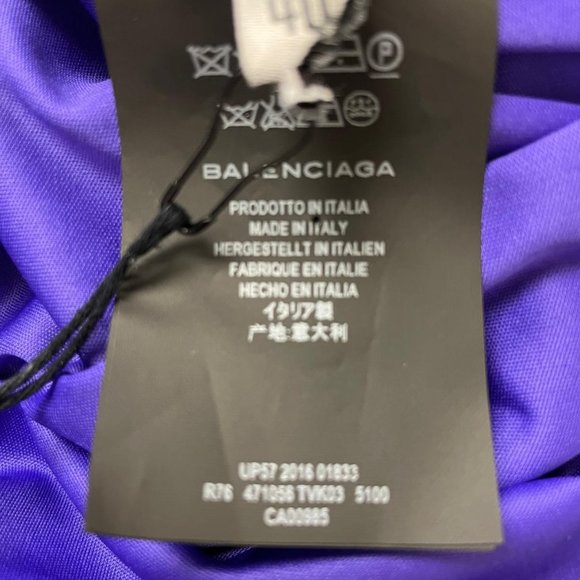 40
P
BALENCIAGA
PRODOTTO IN ITALIA
MADE IN ITALY
HERGESTELLT IN ITALIEN
FABRIQUE EN ITALIE
HECHO EN ITALIA
イタリア製
产地:意大利
UP57 2016 01833
R76 471056 TVK03 5100
CA00985